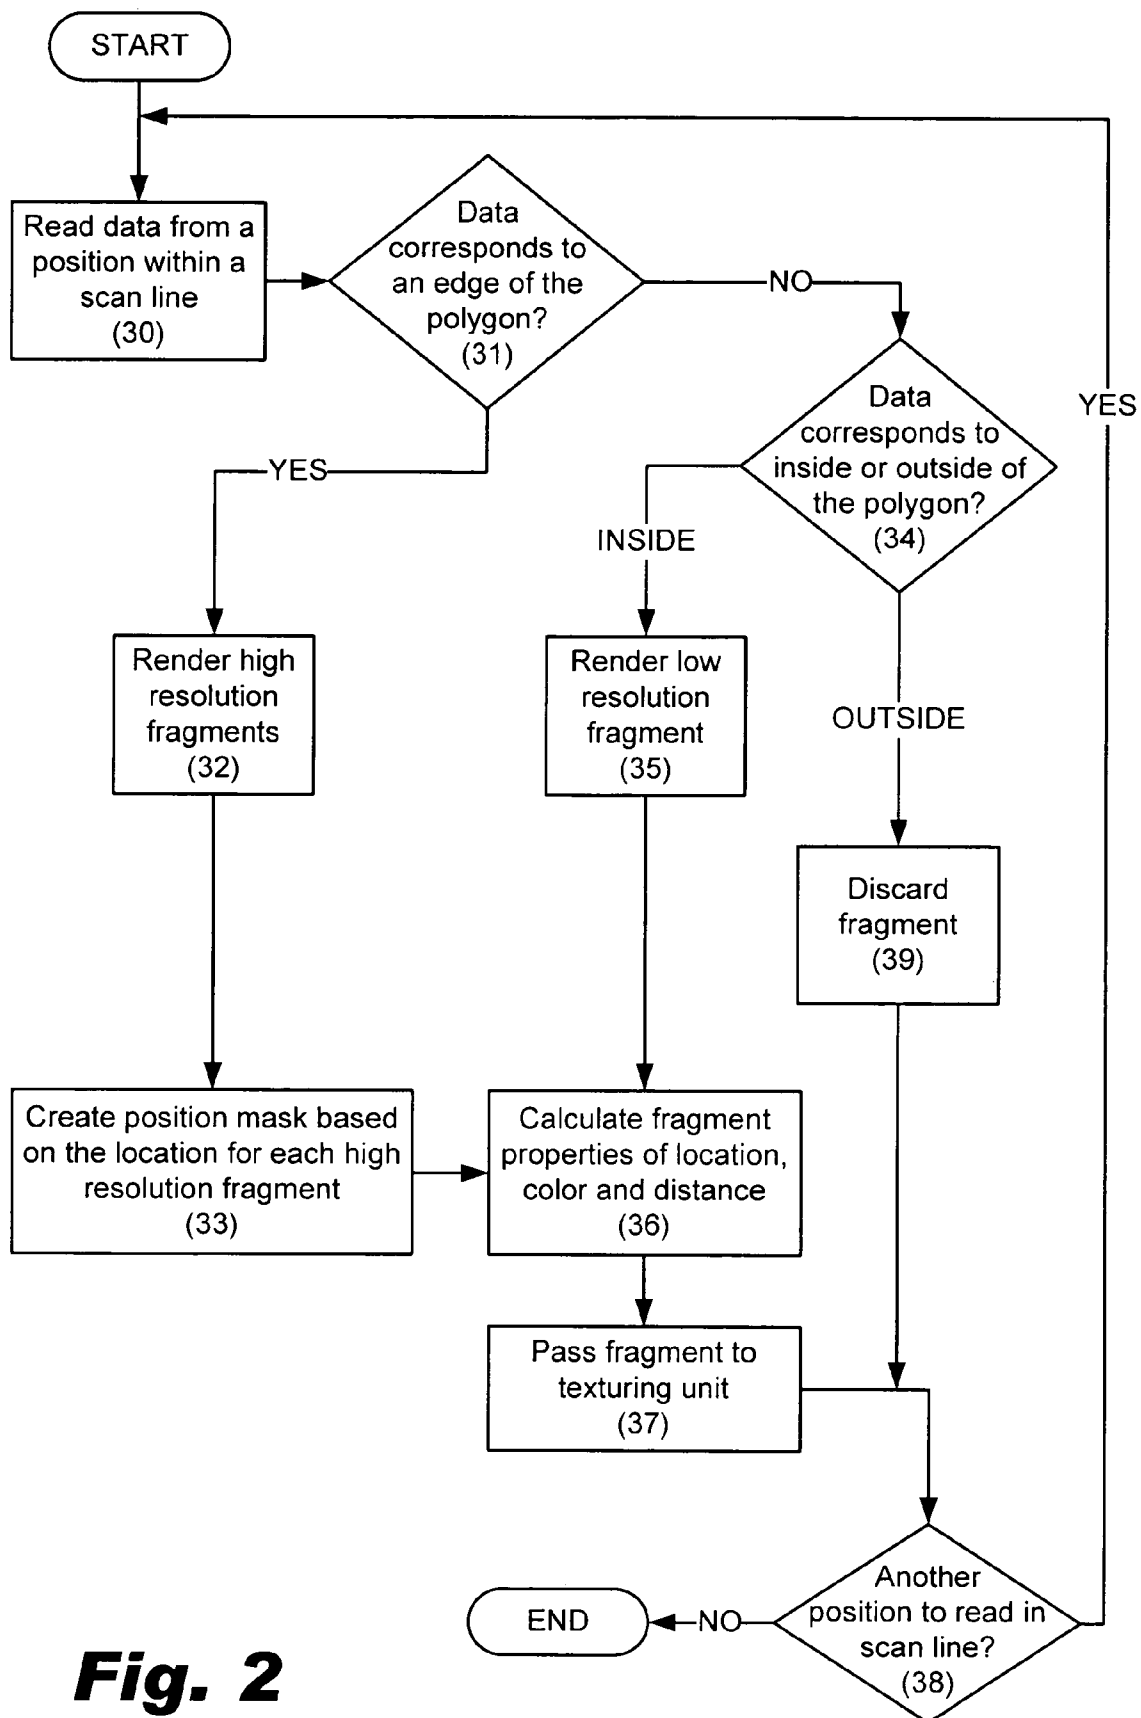 START
Read data from a
position within a
scan line
(30)
Data
corresponds to
an edge of the
polygon?
(31)
NO
YES
Data
corresponds to
inside or outside of
the polygon?
(34)
YES
INSIDE
OUTSIDE
Render high
resolution
fragments
(32)
Render low
resolution
fragment
(35)
Discard
fragment
(39)
Create position mask based
on the location for each high
resolution fragment
(33)
Calculate fragment
properties of location,
color and distance
(36)
Pass fragment to
texturing unit
(37)
Another
position to read in
scan line?
(38)
NO
END
Fig. 2